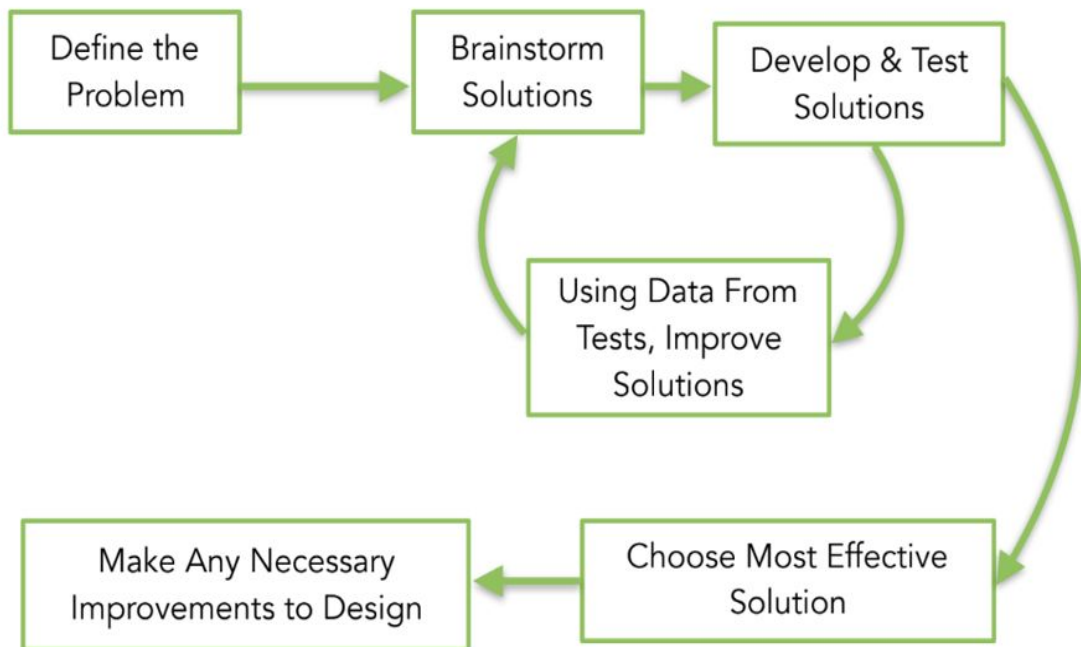 Define the
Problem
Brainstorm
Solutions
Develop & Test
Solutions
Using Data From
Tests, Improve
Solutions
Choose Most Effective
Solution
Make Any Necessary
Improvements to Design